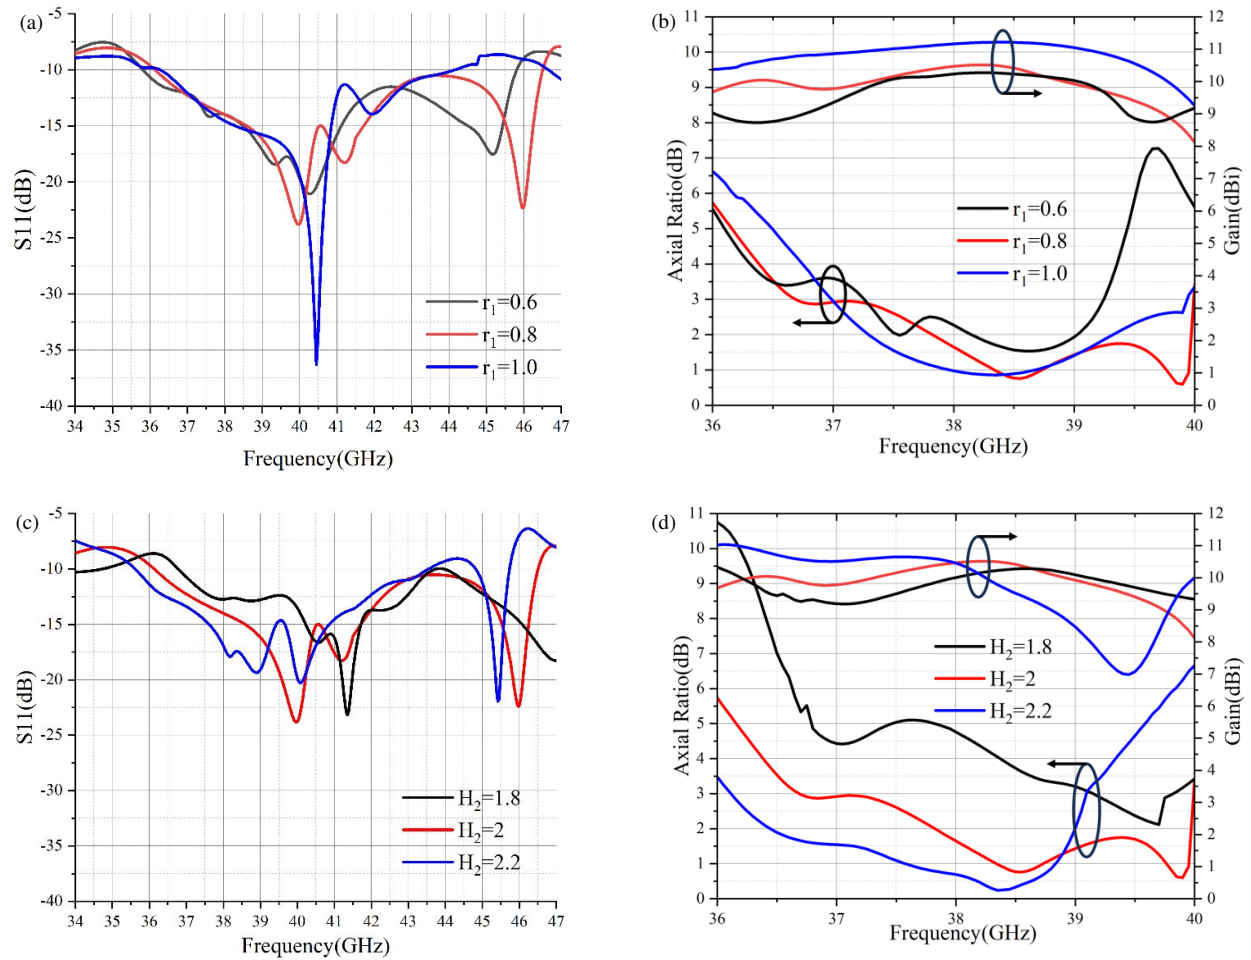 (a)
-5
-10
-15
-20
-25
-30
-35
-40
S11(dB)
r₁=0.6
r₁=0.8
r₁=1.0
34 35 36 37 38 39 40 41 42 43 44 45 46 47
Frequency(GHz)
(b)
11
10
9
8
7
6
5
4
3
2
1
0
Axial Ratio(dB)
r₁=0.6
r₁=0.8
r₁=1.0
12
11
10
9
8
7
6
5
4
3
2
1
0
Gain(dBi)
36 37 38 39 40
Frequency(GHz)
(c)
-5
-10
-15
-20
-25
-30
-35
-40
S11(dB)
H₂=1.8
H₂=2
H₂=2.2
34 35 36 37 38 39 40 41 42 43 44 45 46 47
Frequency(GHz)
(d)
11
10
9
8
7
6
5
4
3
2
1
0
Axial Ratio(dB)
H₂=1.8
H₂=2
H₂=2.2
12
11
10
9
8
7
6
5
4
3
2
1
0
Gain(dBi)
36 37 38 39 40
Frequency(GHz)